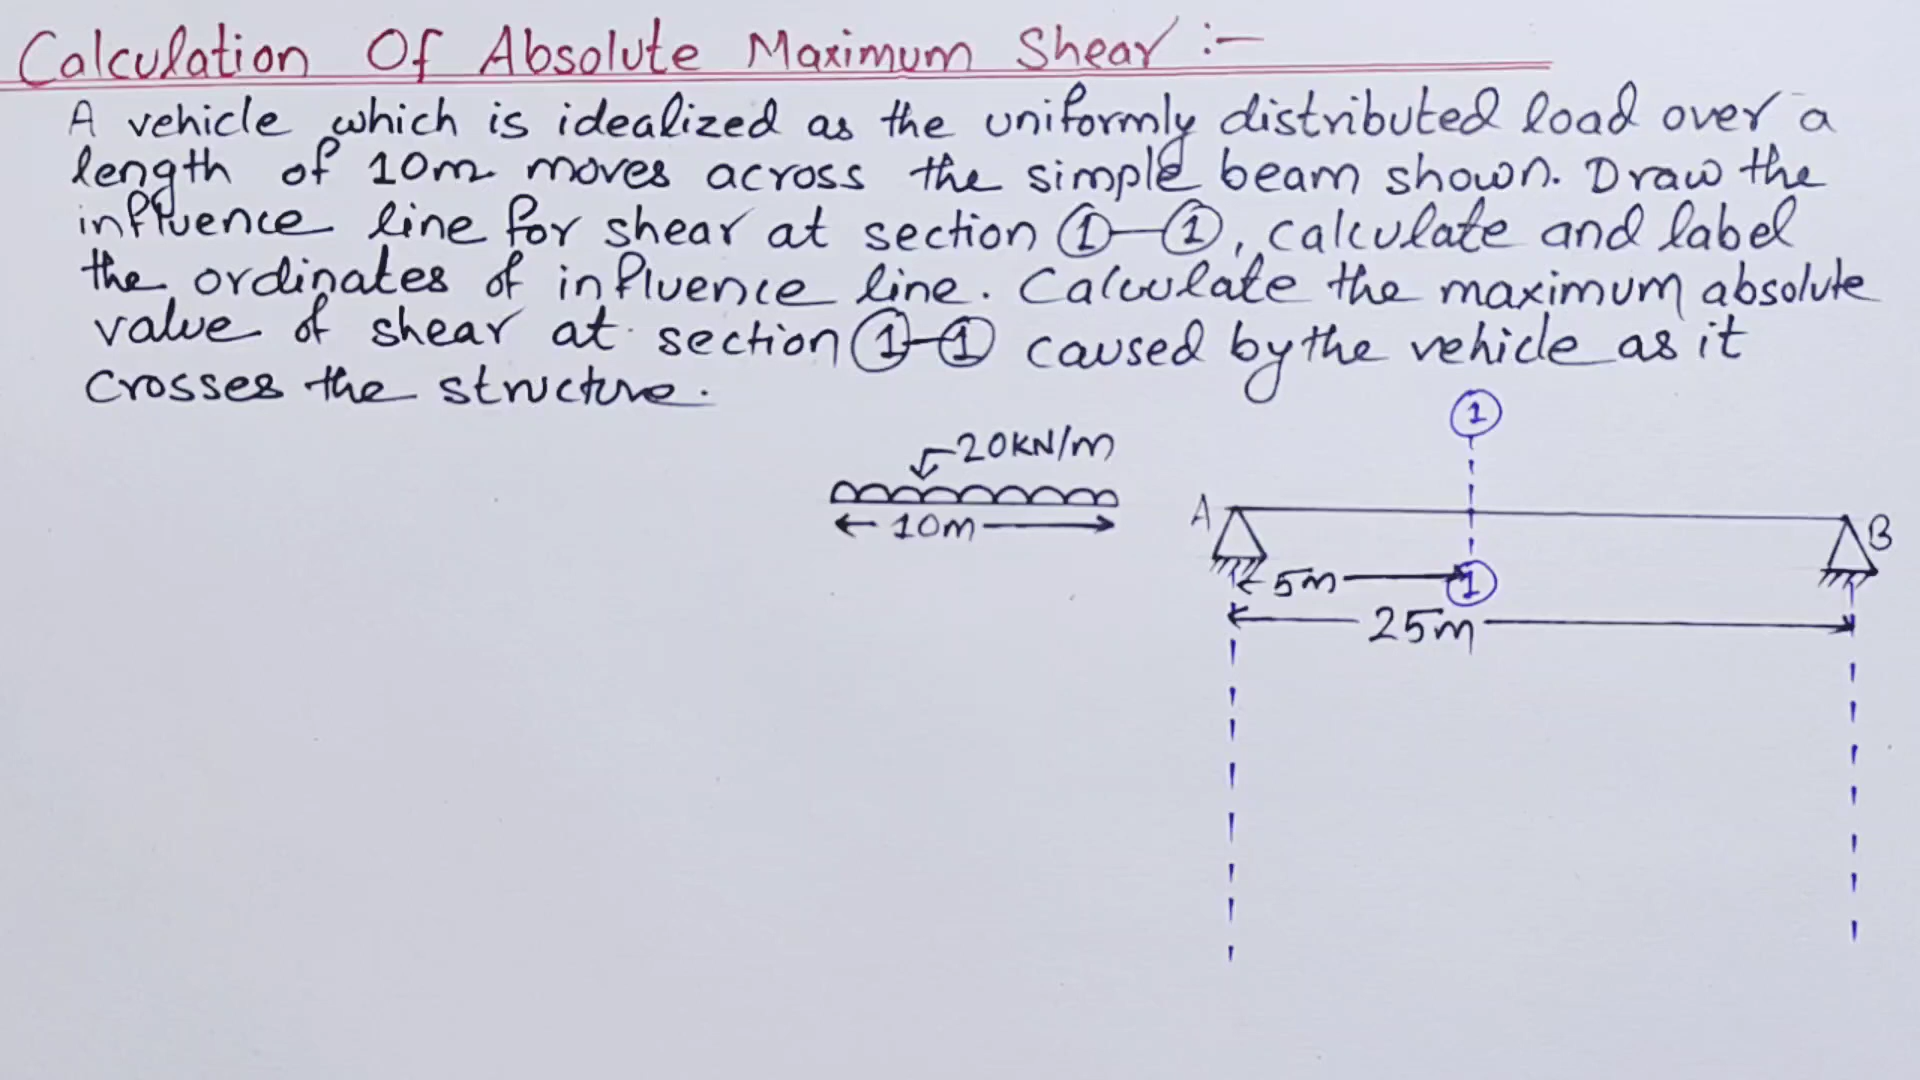 Calculation Of Absolute Maximum Shear :-
A vehicle which is idealized as the uniformly distributed load over a
length of 10m moves across the simple beam shown. Draw the
influence line for shear at section ①—①, calculate and label
the ordinates of influence line. Calculate the maximum absolute
value of shear at section ①-① caused by the vehicle as it
crosses the structure.
①
20KN/m
10m
A
B
5m
①
25m